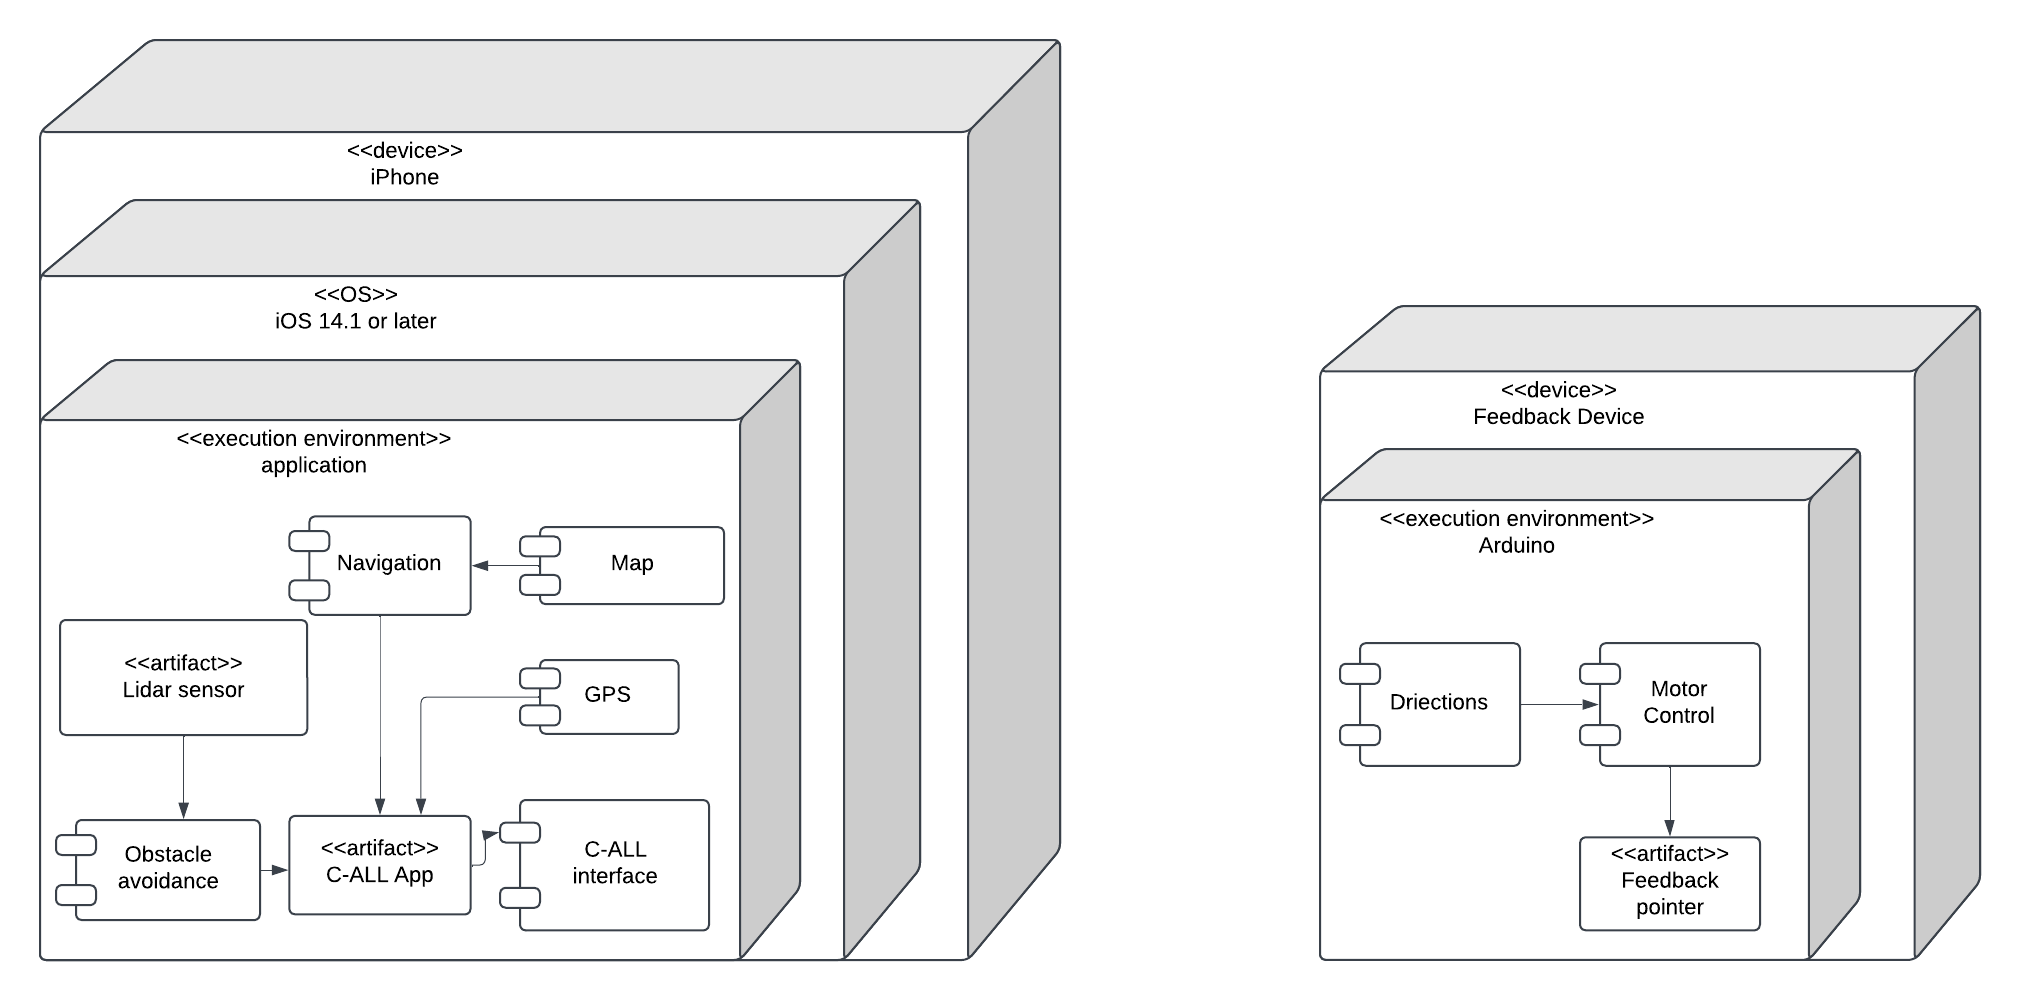 <<device>>
iPhone
<<OS>>
iOS 14.1 or later
<<execution environment>>
application
Navigation
Map
<<artifact>>
Lidar sensor
GPS
Obstacle
avoidance
<<artifact>>
C-ALL App
C-ALL
interface
<<device>>
Feedback Device
<<execution environment>>
Arduino
Driections
Motor
Control
<<artifact>>
Feedback
pointer